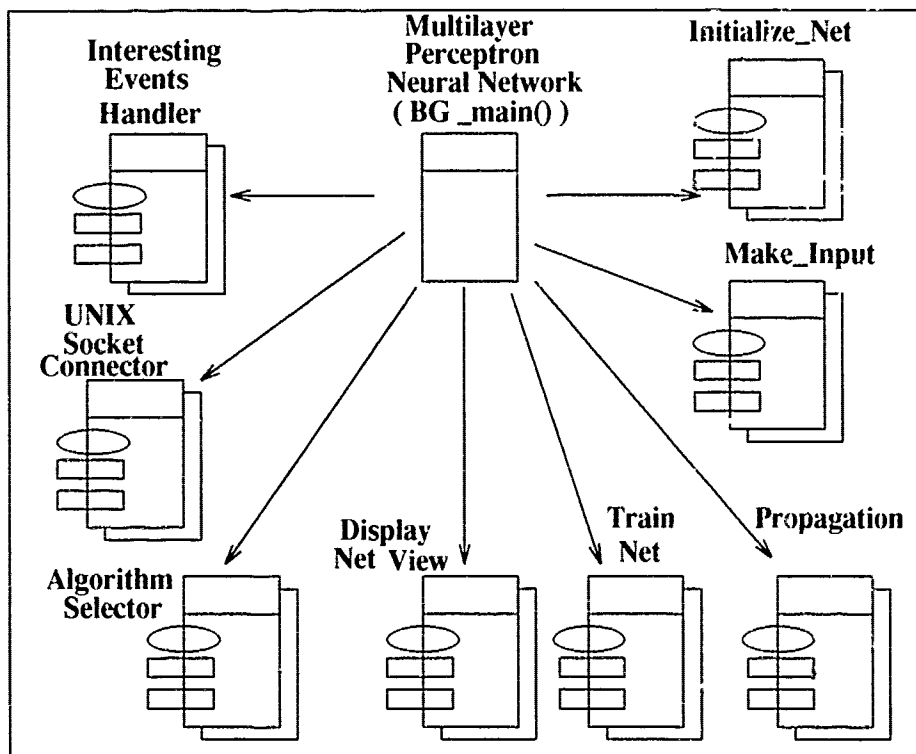 Interesting
Events
Handler
Multilayer
Perceptron
Neural Network
( BG _main() )
Initialize_Net
Make_Input
UNIX
Socket
Connector
Algorithm
Selector
Display
Net View
Train
Net
Propagation